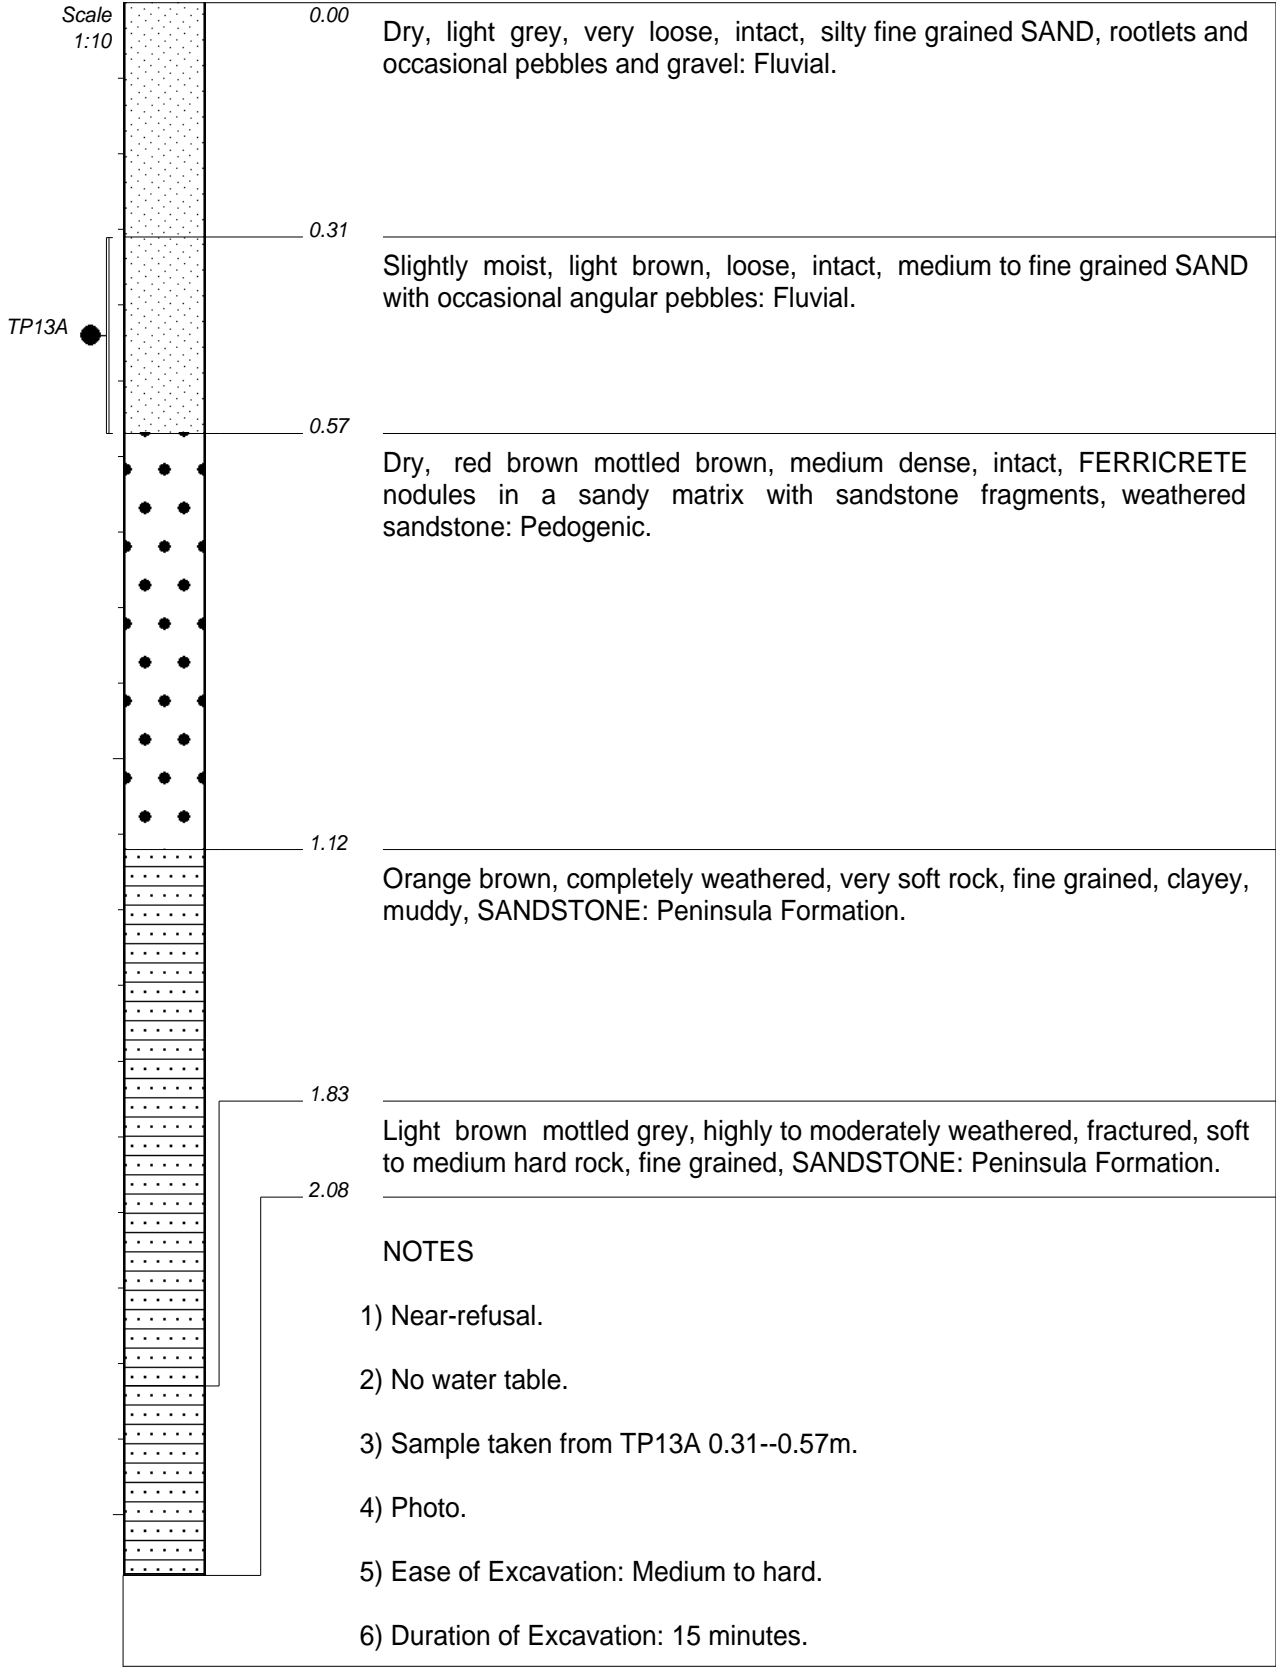 Scale
1:10
0.00
Dry, light grey, very loose, intact, silty fine grained SAND, rootlets and
occasional pebbles and gravel: Fluvial.
0.31
Slightly moist, light brown, loose, intact, medium to fine grained SAND
with occasional angular pebbles: Fluvial.
TP13A
0.57
Dry, red brown mottled brown, medium dense, intact, FERRICRETE
nodules in a sandy matrix with sandstone fragments, weathered
sandstone: Pedogenic.
1.12
Orange brown, completely weathered, very soft rock, fine grained, clayey,
muddy, SANDSTONE: Peninsula Formation.
1.83
Light brown mottled grey, highly to moderately weathered, fractured, soft
to medium hard rock, fine grained, SANDSTONE: Peninsula Formation.
2.08
NOTES
1) Near-refusal.
2) No water table.
3) Sample taken from TP13A 0.31--0.57m.
4) Photo.
5) Ease of Excavation: Medium to hard.
6) Duration of Excavation: 15 minutes.